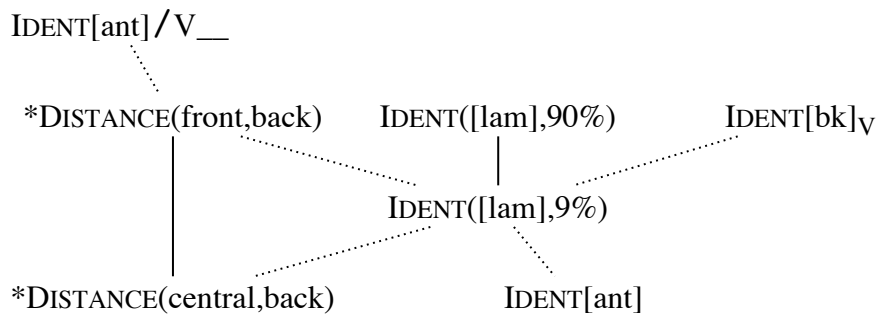 IDENT[ant]/V__
*DISTANCE(front,back) IDENT([lam],90%) IDENT[bk]V
IDENT([lam],9%)
*DISTANCE(central,back) IDENT[ant]